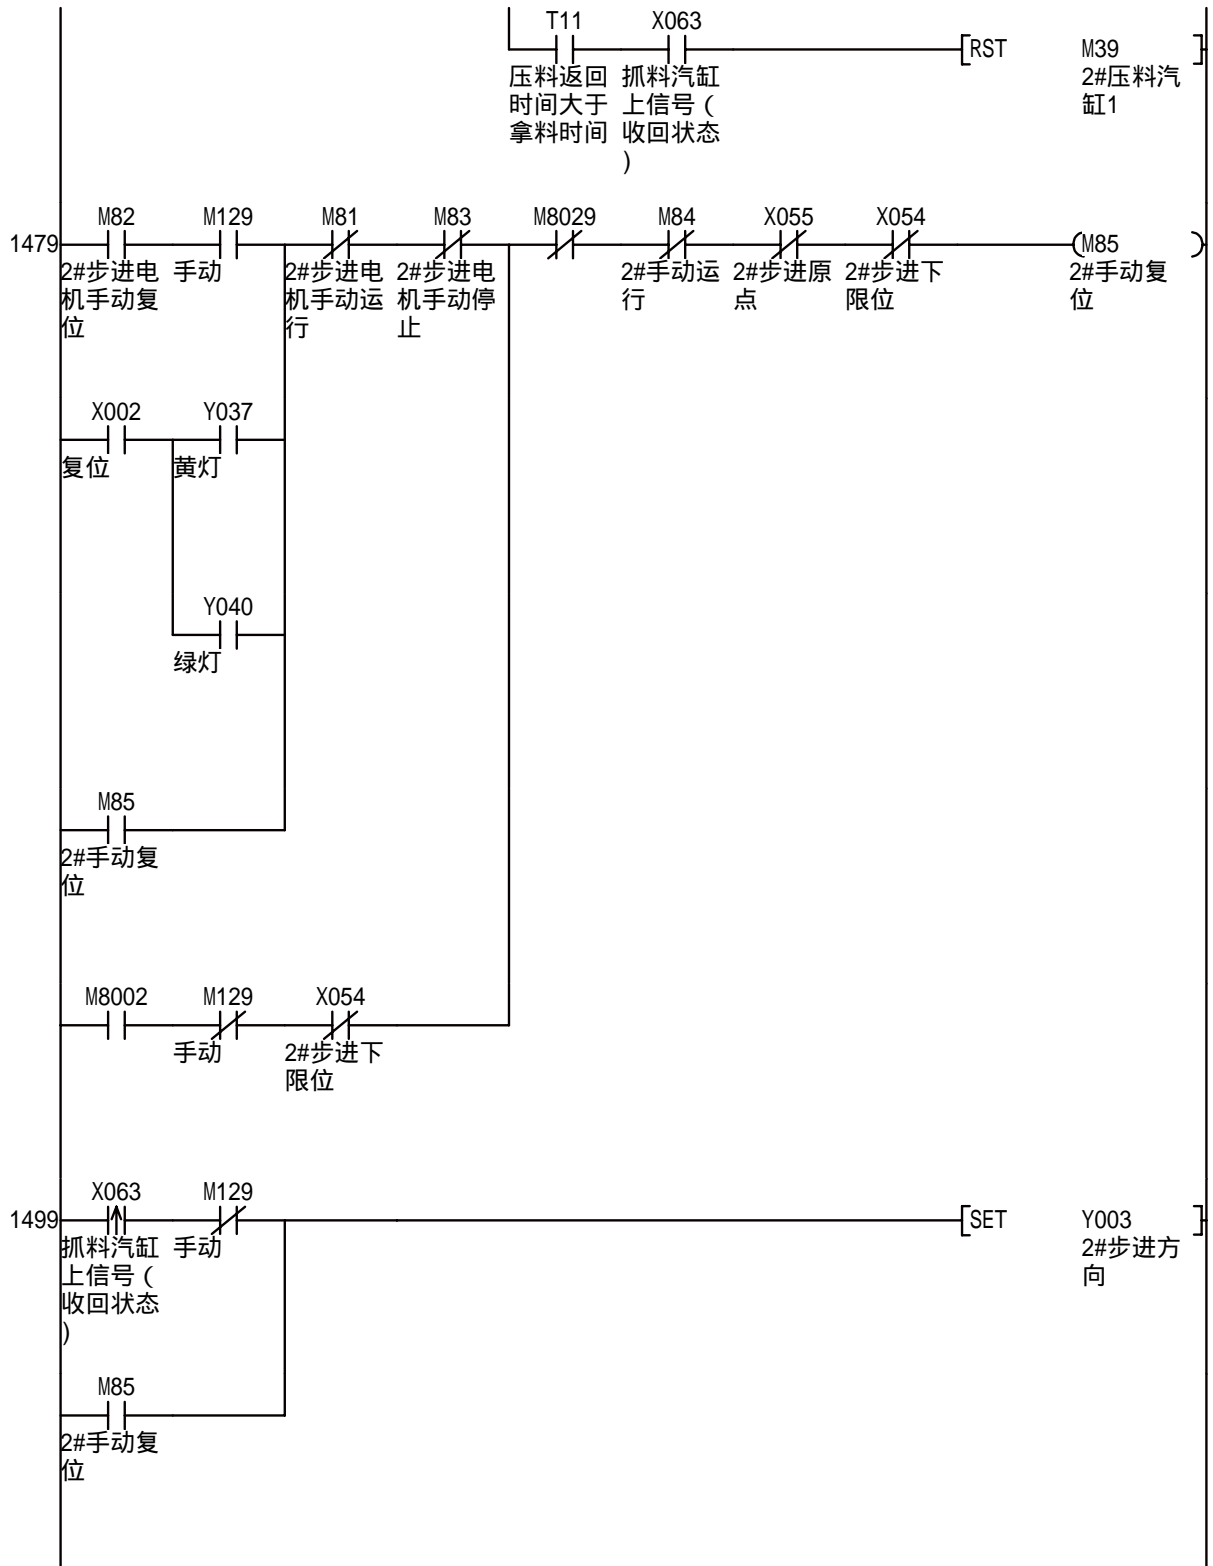 T11 X063
[RST M39 ]
压料返回 抓料汽缸 2#压料汽
时间大于 上信号( 缸1
拿料时间 收回状态
)
M82 M129 M81 M83 M8029 M84 X055 X054
1479 (M85 )
2#步进电 手动 2#步进电 2#步进电 2#手动运 2#步进原 2#步进下 2#手动复
机手动复 机手动运 机手动停 行 点 限位 位
位 行 止
X002 Y037
复位 黄灯
Y040
绿灯
M85
2#手动复
位
M8002 M129 X054
手动 2#步进下
限位
X063 M129
1499 [SET Y003 ]
抓料汽缸 手动 2#步进方
上信号( 向
收回状态
)
M85
2#手动复
位